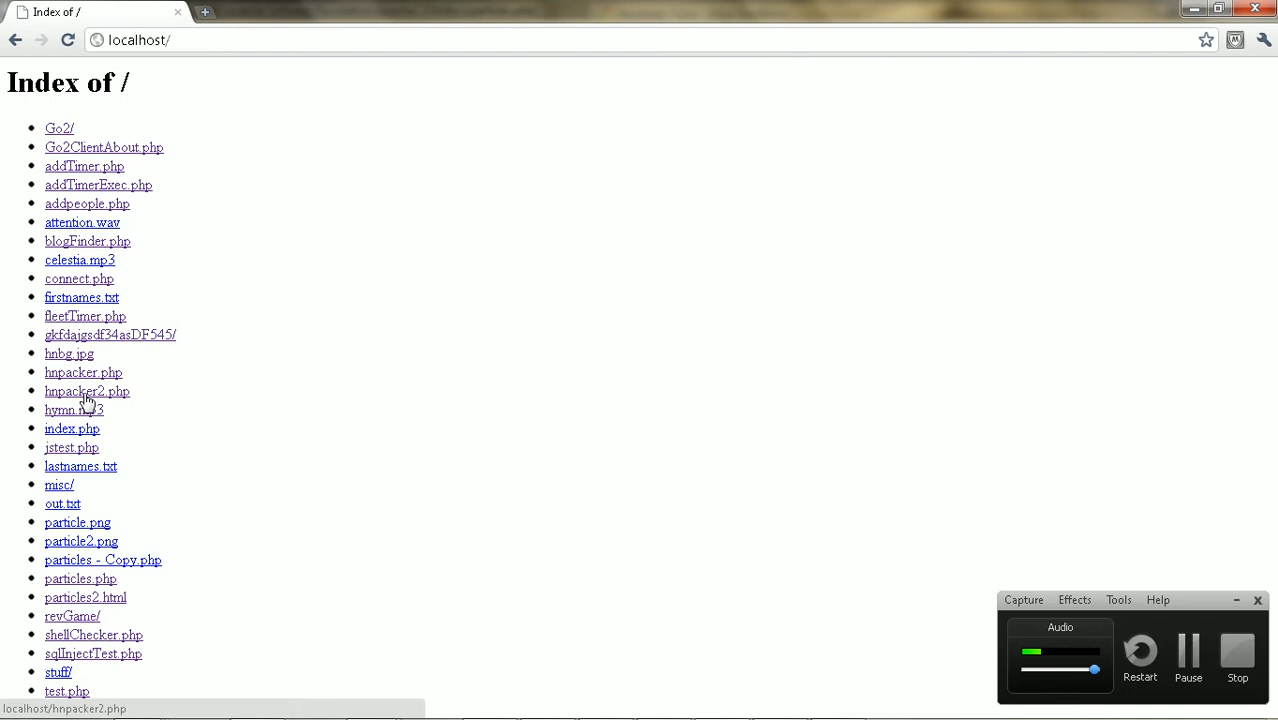 Index of /
localhost/
Index of /
Go2/
Go2ClientAbout.php
addTimer.php
addTimerExec.php
addpeople.php
attention.wav
blogFinder.php
celestia.mp3
connect.php
firstnames.txt
fleetTimer.php
gkfdajgsdf34asDF545/
hnbg.jpg
hnpacker.php
hnpacker2.php
hymn.mp3
index.php
jstest.php
lastnames.txt
misc/
out.txt
particle.png
particle2.png
particles - Copy.php
particles.php
particles2.html
revGame/
shellChecker.php
sqlInjectTest.php
stuff/
test.php
localhost/hnpacker2.php
Capture Effects Tools Help
Audio
Restart Pause Stop